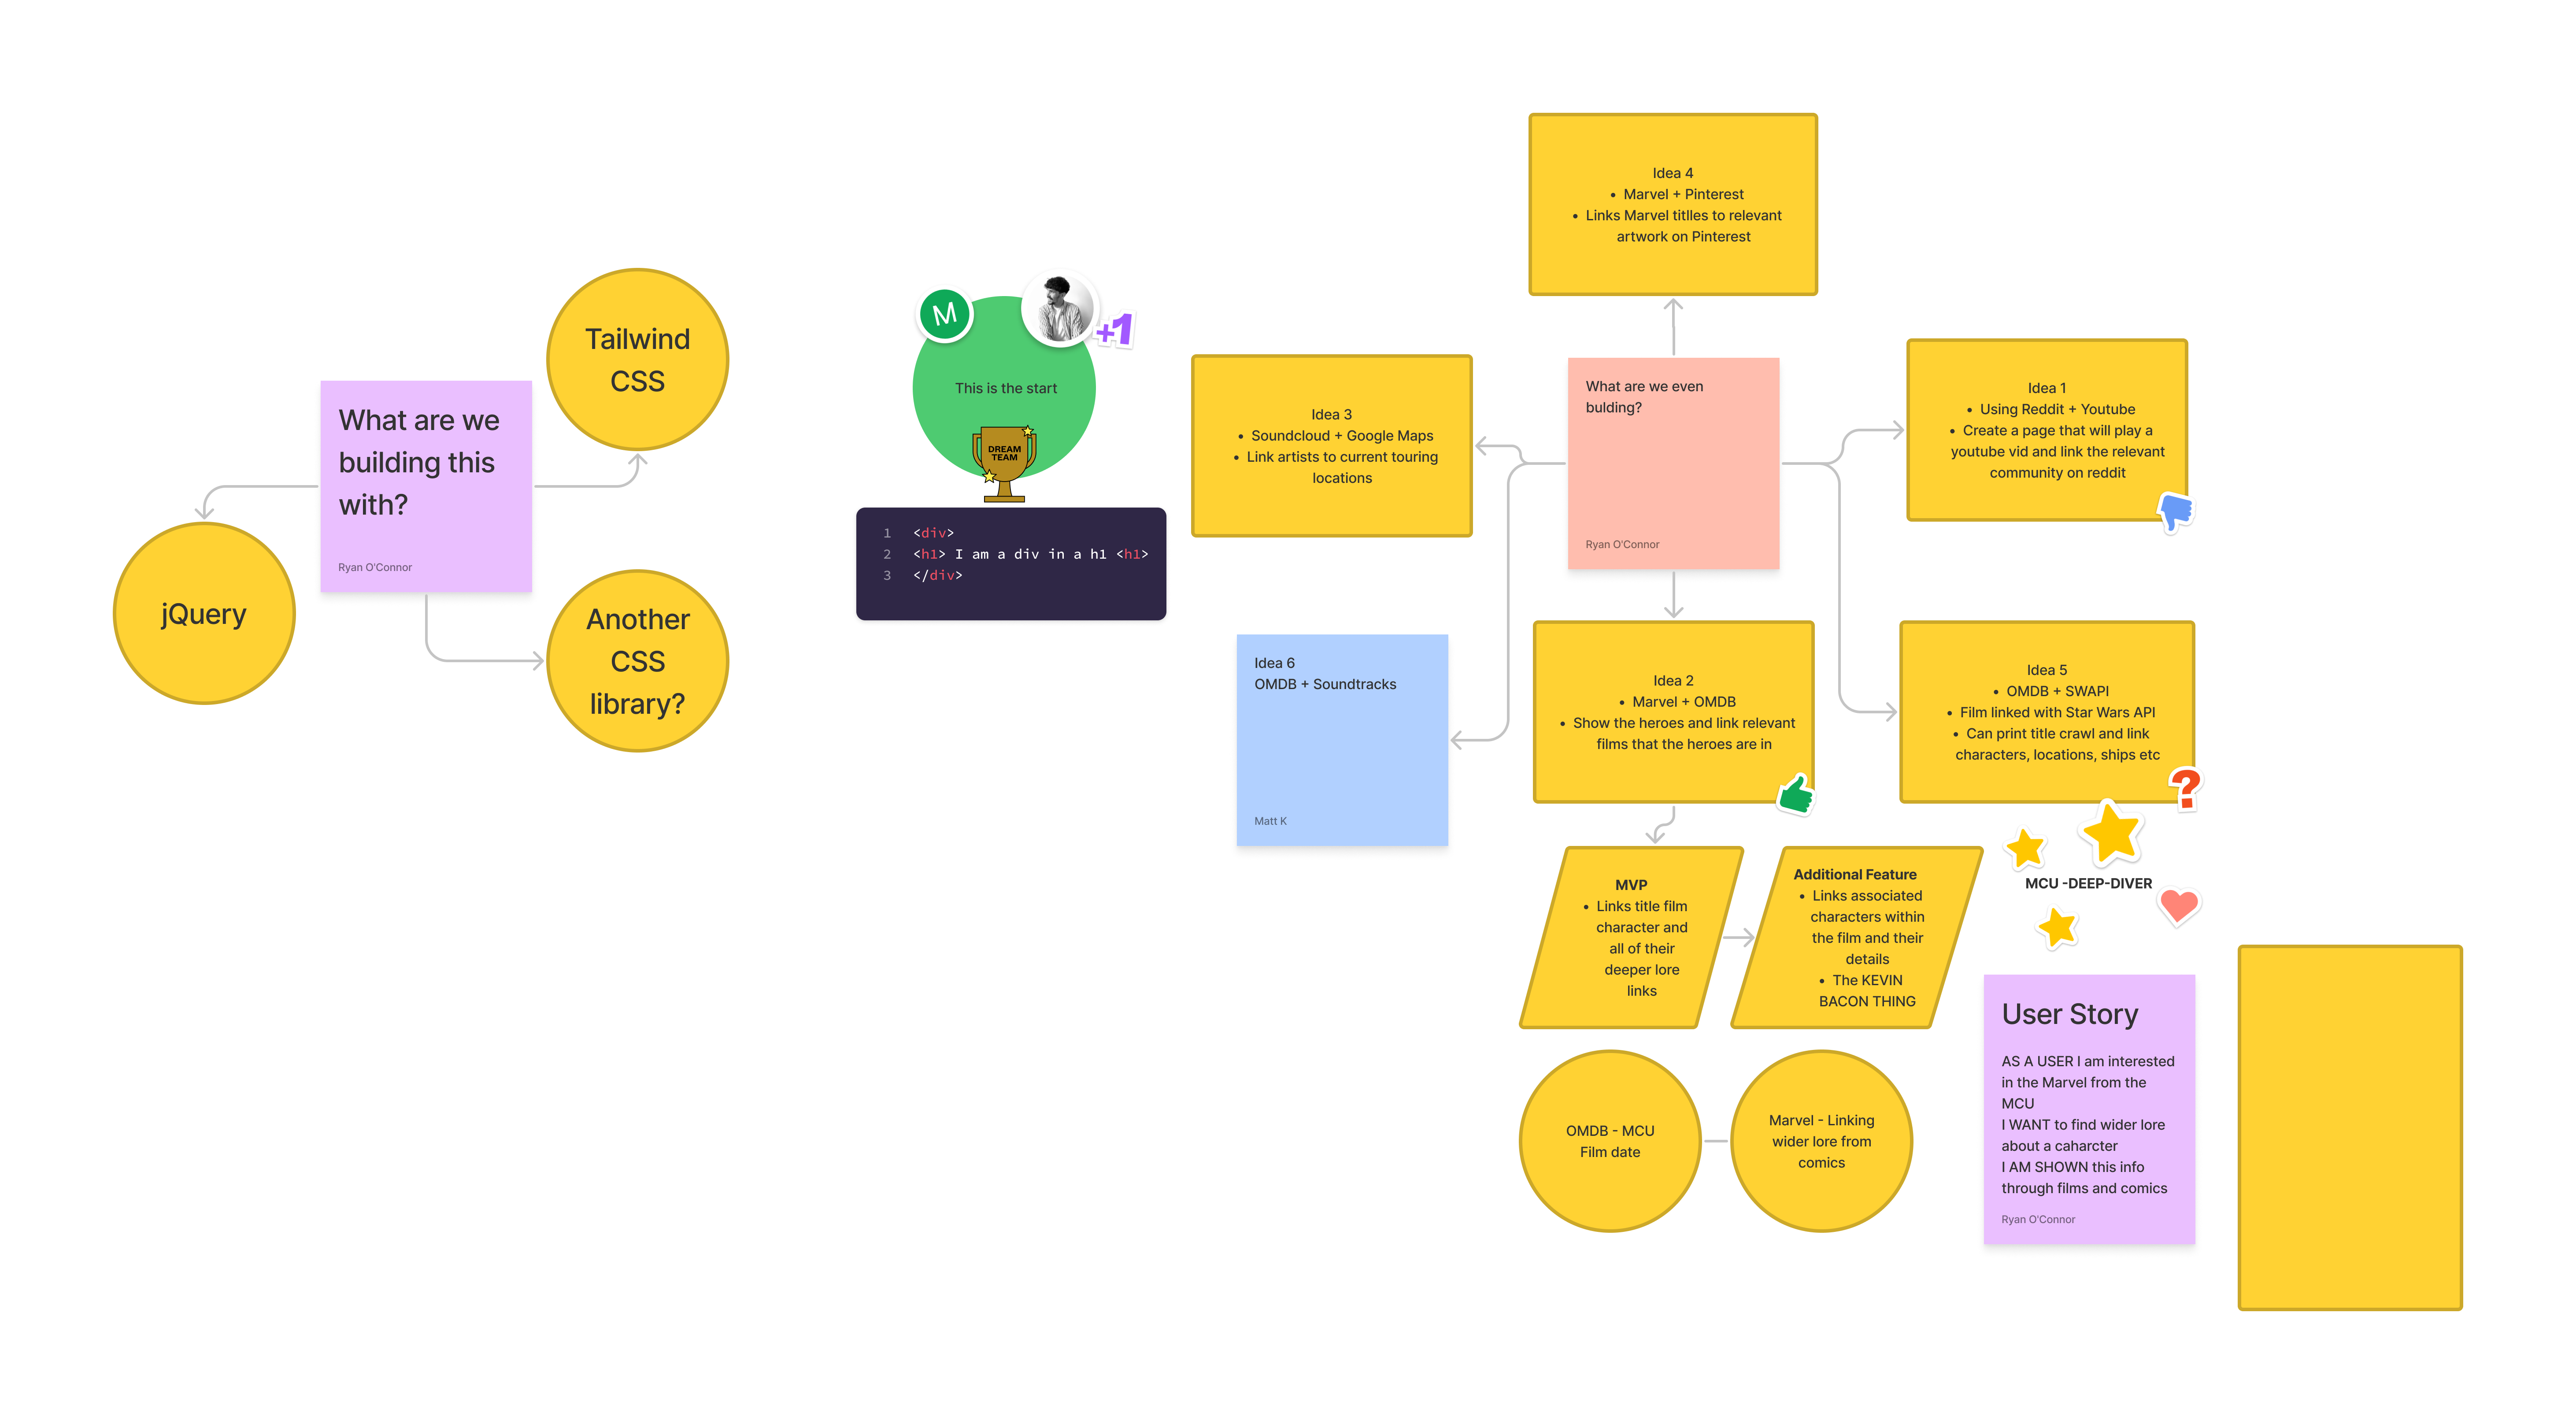 What are we
building this
with?
Ryan O'Connor
Tailwind
CSS
jQuery
Another
CSS
library?
M
+1
This is the start
DREAM
TEAM
1 <div>
2 <h1> I am a div in a h1 <h1>
3 </div>
What are we even
bulding?
Ryan O'Connor
Idea 4
• Marvel + Pinterest
• Links Marvel titlles to relevant
artwork on Pinterest
Idea 3
• Soundcloud + Google Maps
• Link artists to current touring
locations
Idea 1
• Using Reddit + Youtube
• Create a page that will play a
youtube vid and link the relevant
community on reddit
Idea 6
OMDB + Soundtracks
Matt K
Idea 2
• Marvel + OMDB
• Show the heroes and link relevant
films that the heroes are in
Idea 5
• OMDB + SWAPI
• Film linked with Star Wars API
• Can print title crawl and link
characters, locations, ships etc
?
MVP
• Links title film
character and
all of their
deeper lore
links
Additional Feature
• Links associated
characters within
the film and their
details
• The KEVIN
BACON THING
MCU -DEEP-DIVER
OMDB - MCU
Film date
Marvel - Linking
wider lore from
comics
User Story
AS A USER I am interested
in the Marvel from the
MCU
I WANT to find wider lore
about a caharcter
I AM SHOWN this info
through films and comics
Ryan O'Connor